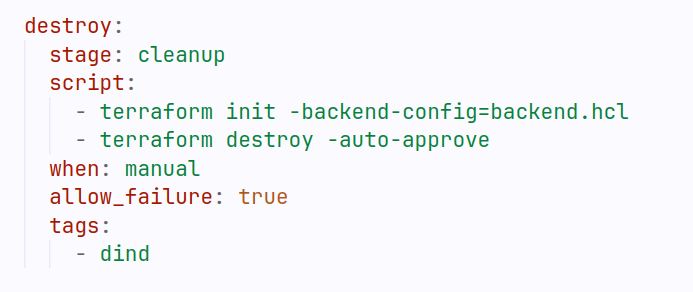 destroy:
  stage: cleanup
  script:
    - terraform init -backend-config=backend.hcl
    - terraform destroy -auto-approve
  when: manual
  allow_failure: true
  tags:
    - dind